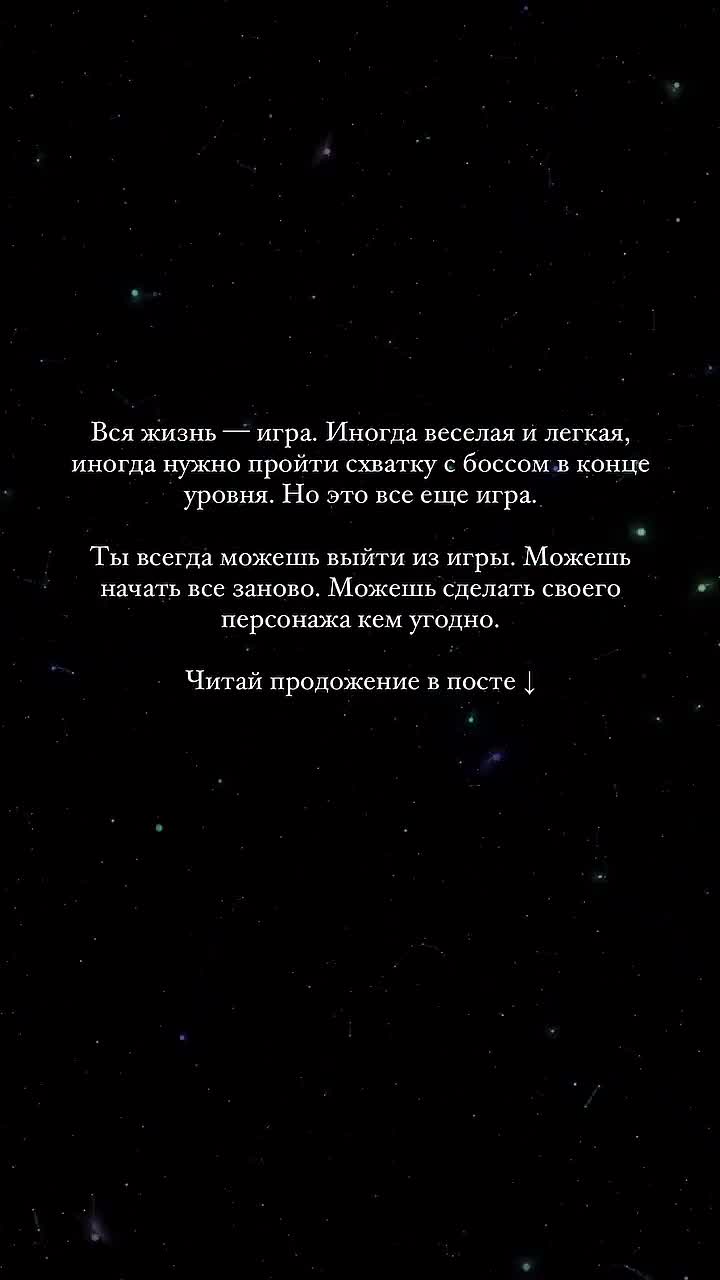 Вся жизнь — игра. Иногда веселая и легкая,
иногда нужно пройти схватку с боссом в конце
уровня. Но это все еще игра.
Ты всегда можешь выйти из игры. Можешь
начать все заново. Можешь сделать своего
персонажа кем угодно.
Читай продожение в посте ↓